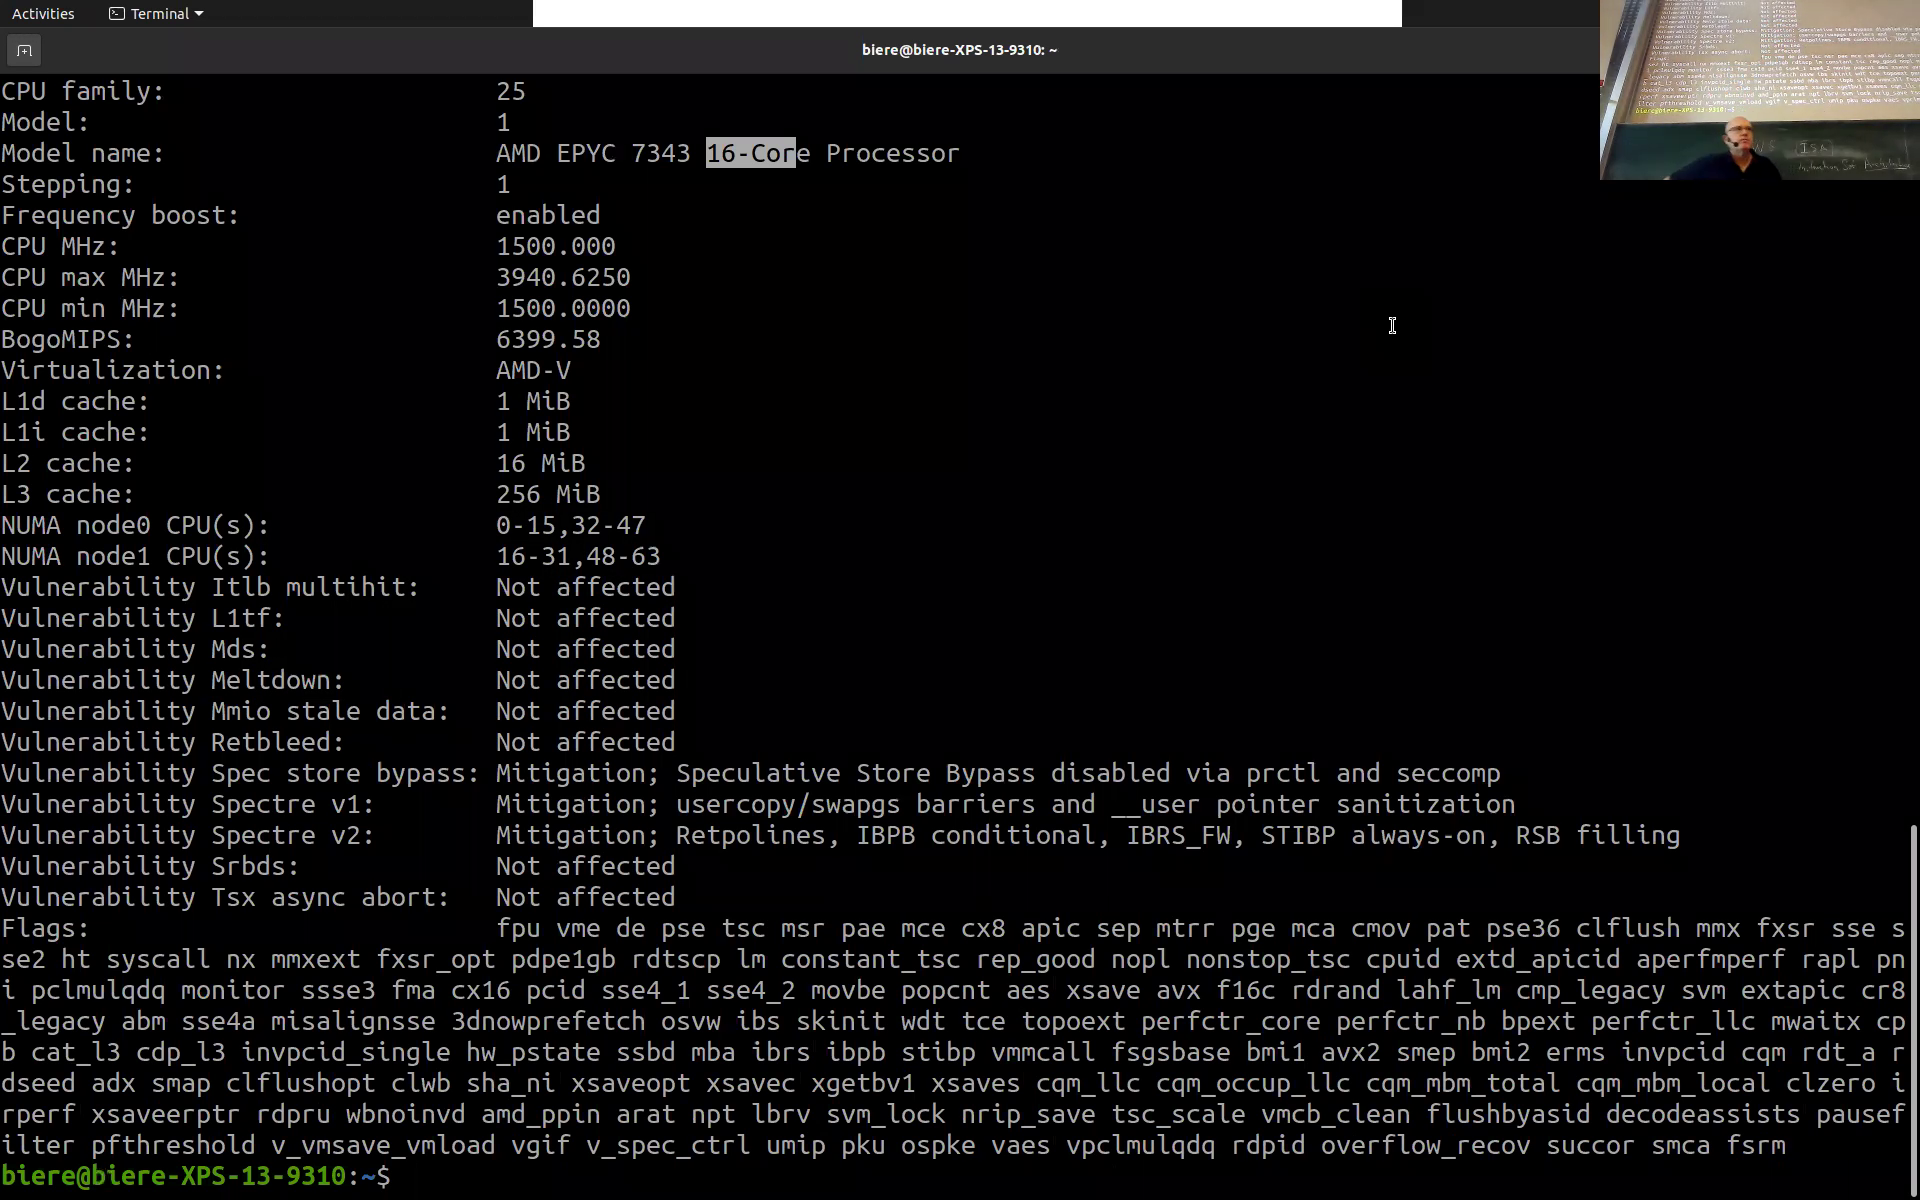 Activities
Terminal
biere@biere-XPS-13-9310: ~
CPU family: 25
Model: 1
Model name: AMD EPYC 7343 16-Core Processor
Stepping: 1
Frequency boost: enabled
CPU MHz: 1500.000
CPU max MHz: 3940.6250
CPU min MHz: 1500.0000
BogoMIPS: 6399.58
Virtualization: AMD-V
L1d cache: 1 MiB
L1i cache: 1 MiB
L2 cache: 16 MiB
L3 cache: 256 MiB
NUMA node0 CPU(s): 0-15,32-47
NUMA node1 CPU(s): 16-31,48-63
Vulnerability Itlb multihit: Not affected
Vulnerability L1tf: Not affected
Vulnerability Mds: Not affected
Vulnerability Meltdown: Not affected
Vulnerability Mmio stale data: Not affected
Vulnerability Retbleed: Not affected
Vulnerability Spec store bypass: Mitigation; Speculative Store Bypass disabled via prctl and seccomp
Vulnerability Spectre v1: Mitigation; usercopy/swapgs barriers and __user pointer sanitization
Vulnerability Spectre v2: Mitigation; Retpolines, IBPB conditional, IBRS_FW, STIBP always-on, RSB filling
Vulnerability Srbds: Not affected
Vulnerability Tsx async abort: Not affected
Flags: fpu vme de pse tsc msr pae mce cx8 apic sep mtrr pge mca cmov pat pse36 clflush mmx fxsr sse s
se2 ht syscall nx mmxext fxsr_opt pdpe1gb rdtscp lm constant_tsc rep_good nopl nonstop_tsc cpuid extd_apicid aperfmperf rapl pn
i pclmulqdq monitor ssse3 fma cx16 pcid sse4_1 sse4_2 movbe popcnt aes xsave avx f16c rdrand lahf_lm cmp_legacy svm extapic cr8
_legacy abm sse4a misalignsse 3dnowprefetch osvw ibs skinit wdt tce topoext perfctr_core perfctr_nb bpext perfctr_llc mwaitx cp
b cat_l3 cdp_l3 invpcid_single hw_pstate ssbd mba ibrs ibpb stibp vmmcall fsgsbase bmi1 avx2 smep bmi2 erms invpcid cqm rdt_a r
dseed adx smap clflushopt clwb sha_ni xsaveopt xsavec xgetbv1 xsaves cqm_llc cqm_occup_llc cqm_mbm_total cqm_mbm_local clzero i
rperf xsaveerptr rdpru wbnoinvd amd_ppin arat npt lbrv svm_lock nrip_save tsc_scale vmcb_clean flushbyasid decodeassists pausef
ilter pfthreshold v_vmsave_vmload vgif v_spec_ctrl umip pku ospke vaes vpclmulqdq rdpid overflow_recov succor smca fsrm
biere@biere-XPS-13-9310:~$
ISA